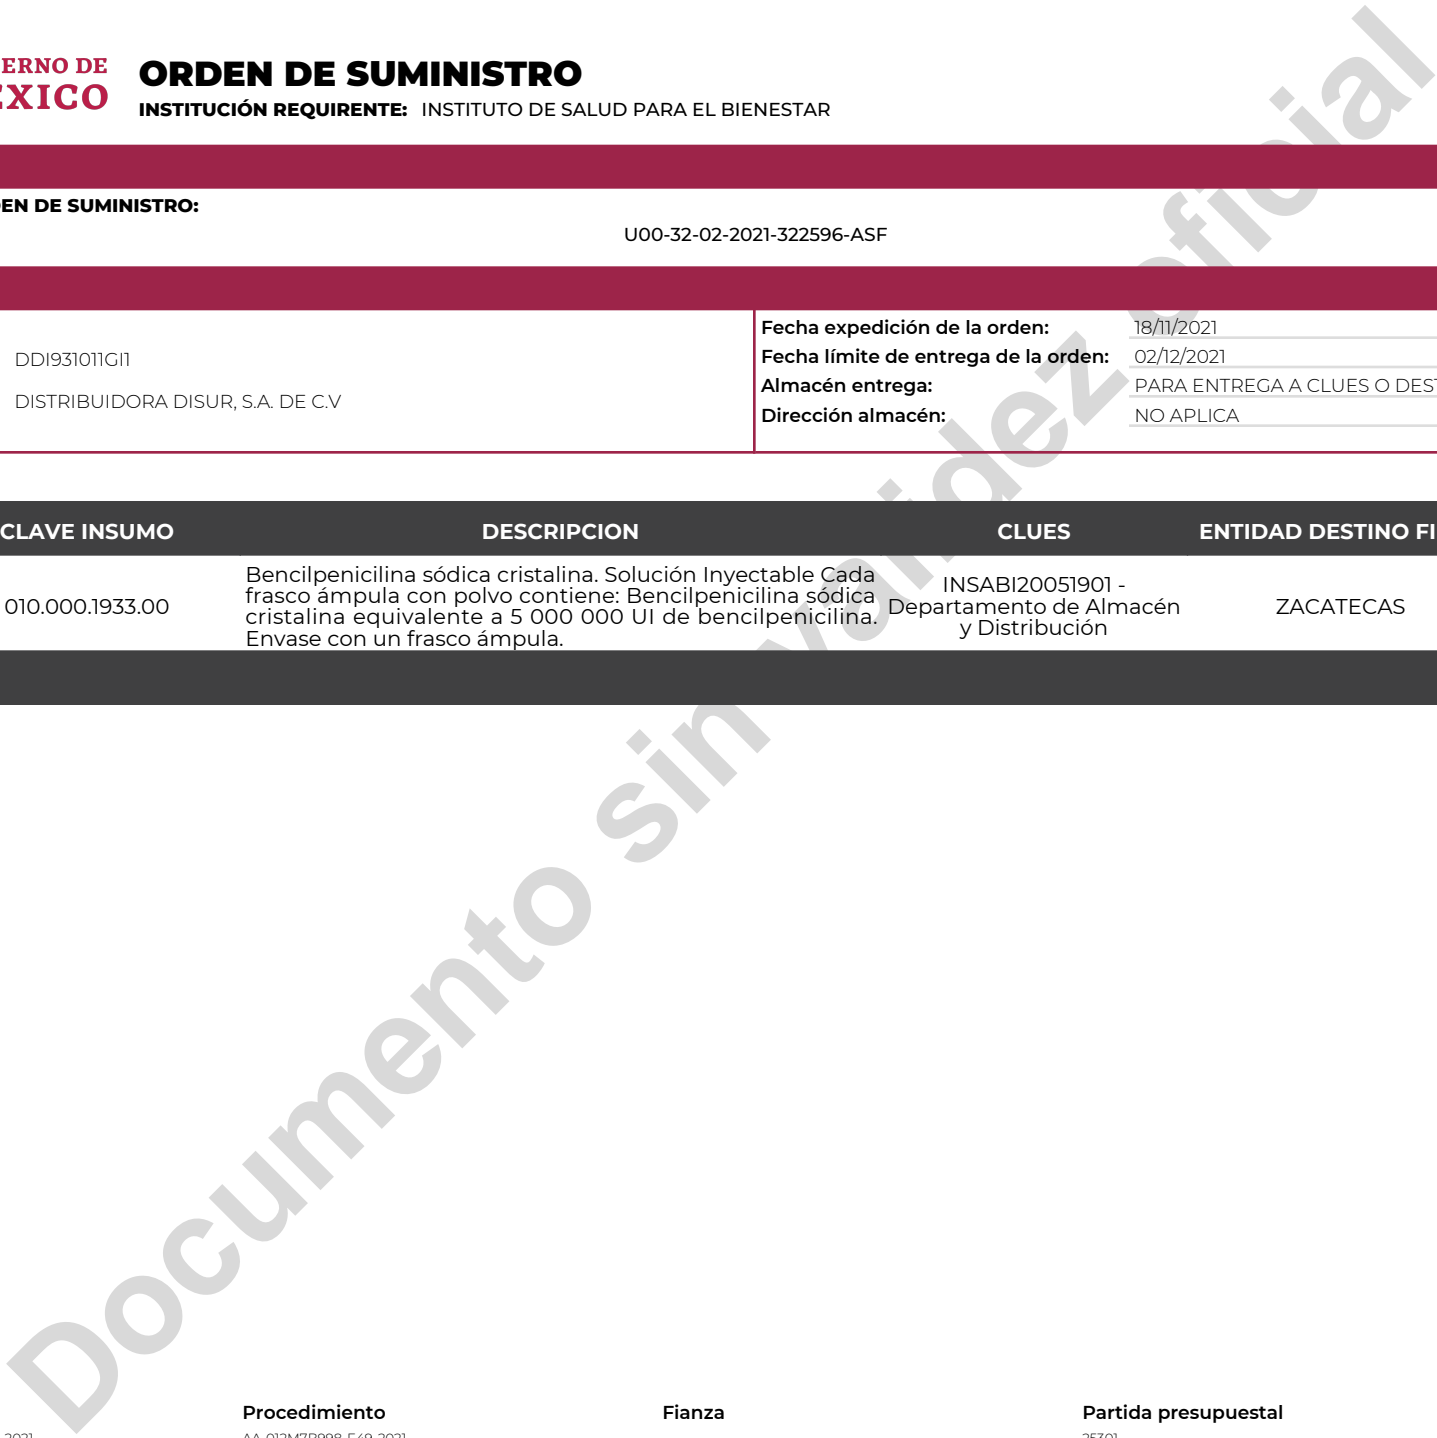 ERNO DE
EXICO
ORDEN DE SUMINISTRO
INSTITUCIÓN REQUIRENTE: INSTITUTO DE SALUD PARA EL BIENESTAR
EN DE SUMINISTRO:
U00-32-02-2021-322596-ASF
DDI931011GI1
DISTRIBUIDORA DISUR, S.A. DE C.V
Fecha expedición de la orden: 18/11/2021
Fecha límite de entrega de la orden: 02/12/2021
Almacén entrega: PARA ENTREGA A CLUES O DEST
Dirección almacén: NO APLICA
CLAVE INSUMO DESCRIPCION CLUES ENTIDAD DESTINO FI
010.000.1933.00
Bencilpenicilina sódica cristalina. Solución Inyectable Cada
frasco ámpula con polvo contiene: Bencilpenicilina sódica
cristalina equivalente a 5 000 000 UI de bencilpenicilina.
Envase con un frasco ámpula.
INSABI20051901 -
Departamento de Almacén
y Distribución
ZACATECAS
Documento sin validez oficial
Procedimiento Fianza Partida presupuestal